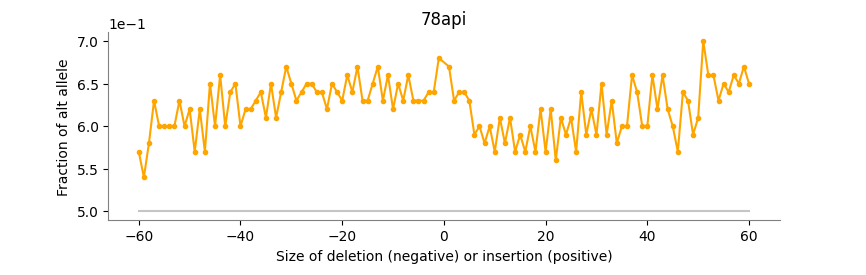 78api
1e−1
7.0
6.5
6.0
5.5
5.0
Fraction of alt allele
−60 −40 −20 0 20 40 60
Size of deletion (negative) or insertion (positive)